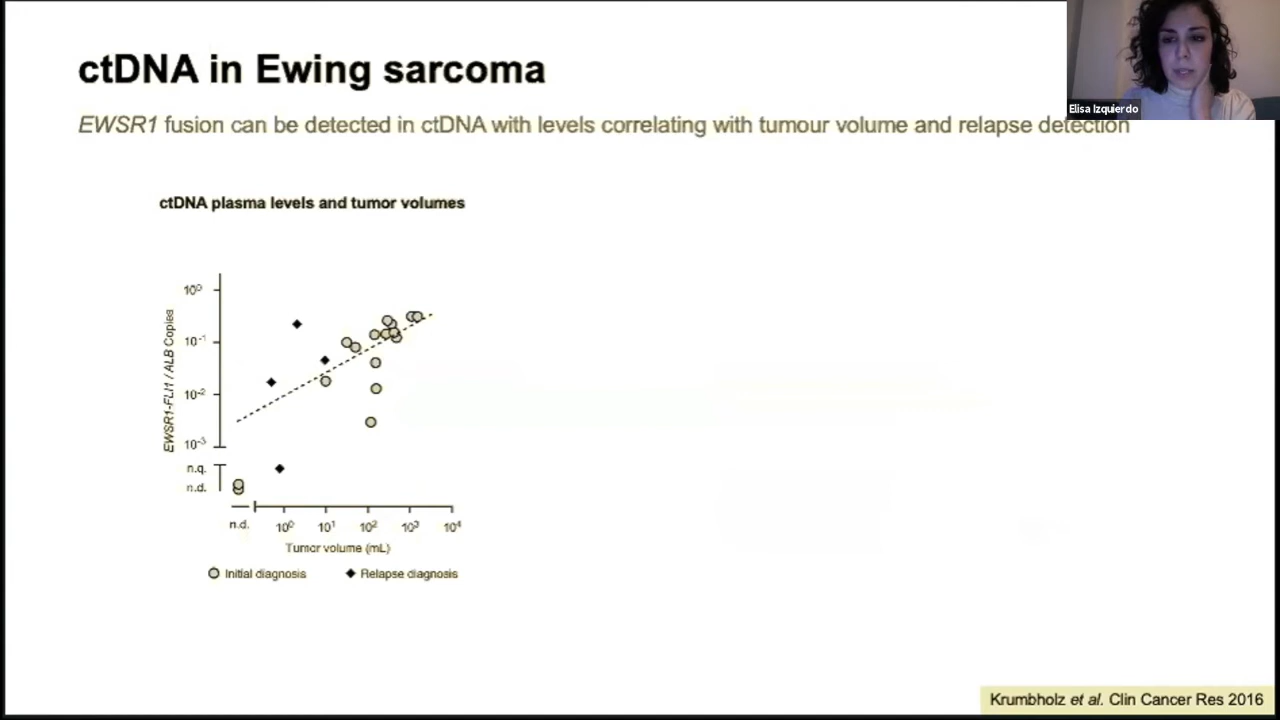 ctDNA in Ewing sarcoma
Elisa Izquierdo
EWSR1 fusion can be detected in ctDNA with levels correlating with tumour volume and relapse detection
ctDNA plasma levels and tumor volumes
EWSR1-FLI1 / ALB Copies
10⁰
10⁻¹
10⁻²
10⁻³
n.q.
n.d.
n.d. 10⁰ 10¹ 10² 10³ 10⁴
Tumor volume (mL)
Initial diagnosis Relapse diagnosis
Krumbholz et al. Clin Cancer Res 2016